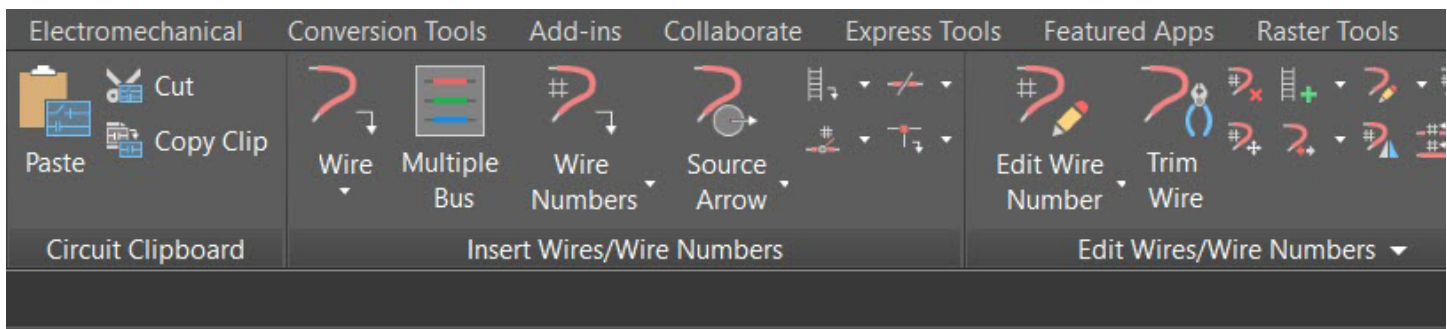 Electromechanical Conversion Tools Add-ins Collaborate Express Tools Featured Apps Raster Tools
Cut
Copy Clip
Paste
Wire
Multiple
Bus
Wire
Numbers
Source
Arrow
Edit Wire
Number
Trim
Wire
Circuit Clipboard
Insert Wires/Wire Numbers
Edit Wires/Wire Numbers